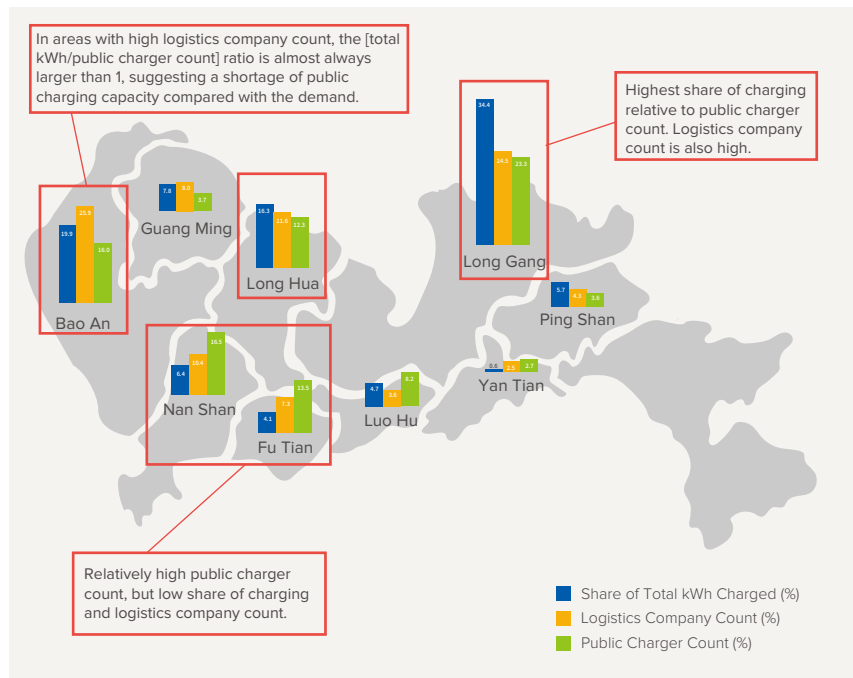 In areas with high logistics company count, the [total
kWh/public charger count] ratio is almost always
larger than 1, suggesting a shortage of public
charging capacity compared with the demand.
Highest share of charging
relative to public charger
count. Logistics company
count is also high.
34.4
24.5
23.3
Long Gang
7.8
8.0
3.7
Guang Ming
19.9
25.9
16.0
Bao An
16.3
12.3
Long Hua
5.7
4.3
3.6
Ping Shan
6.4
10.4
16.5
Nan Shan
4.1
7.3
13.5
Fu Tian
4.7
3.6
8.2
Luo Hu
0.6
2.5
2.7
Yan Tian
Relatively high public charger
count, but low share of charging
and logistics company count.
Share of Total kWh Charged (%)
Logistics Company Count (%)
Public Charger Count (%)